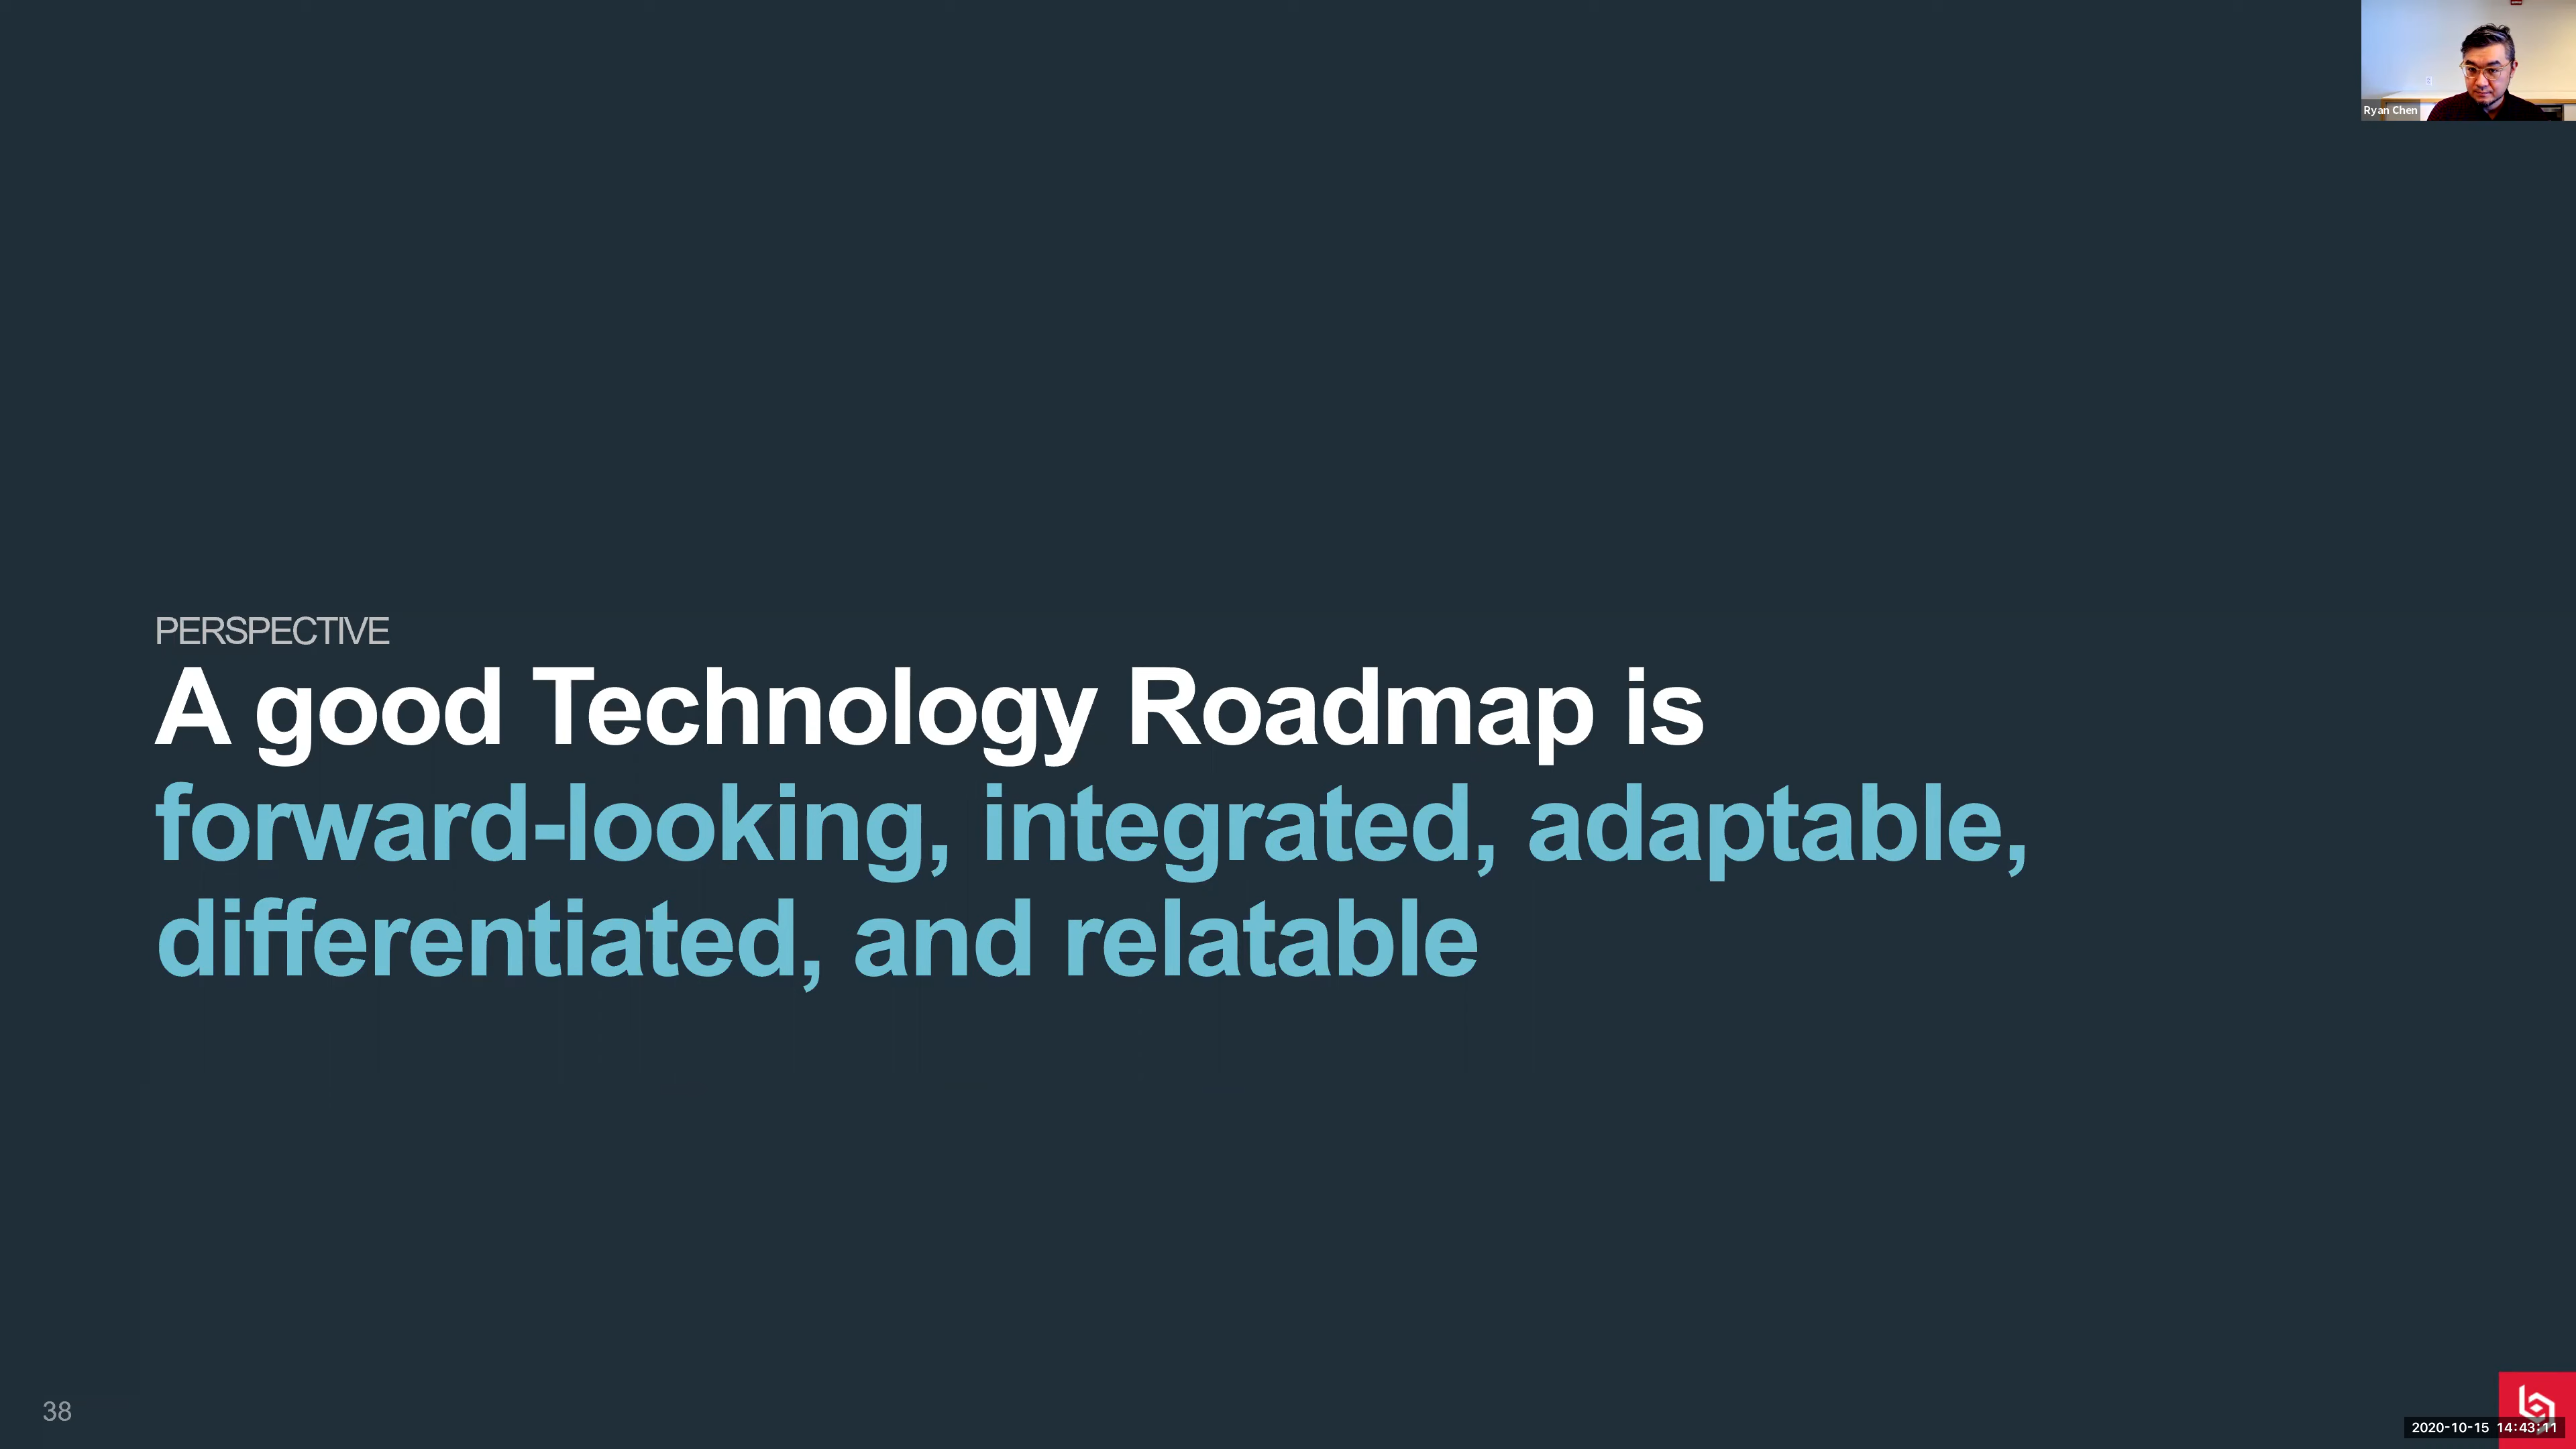 Ryan Chen
PERSPECTIVE
A good Technology Roadmap is
forward-looking, integrated, adaptable,
differentiated, and relatable
38
2020-10-15 14:43:11